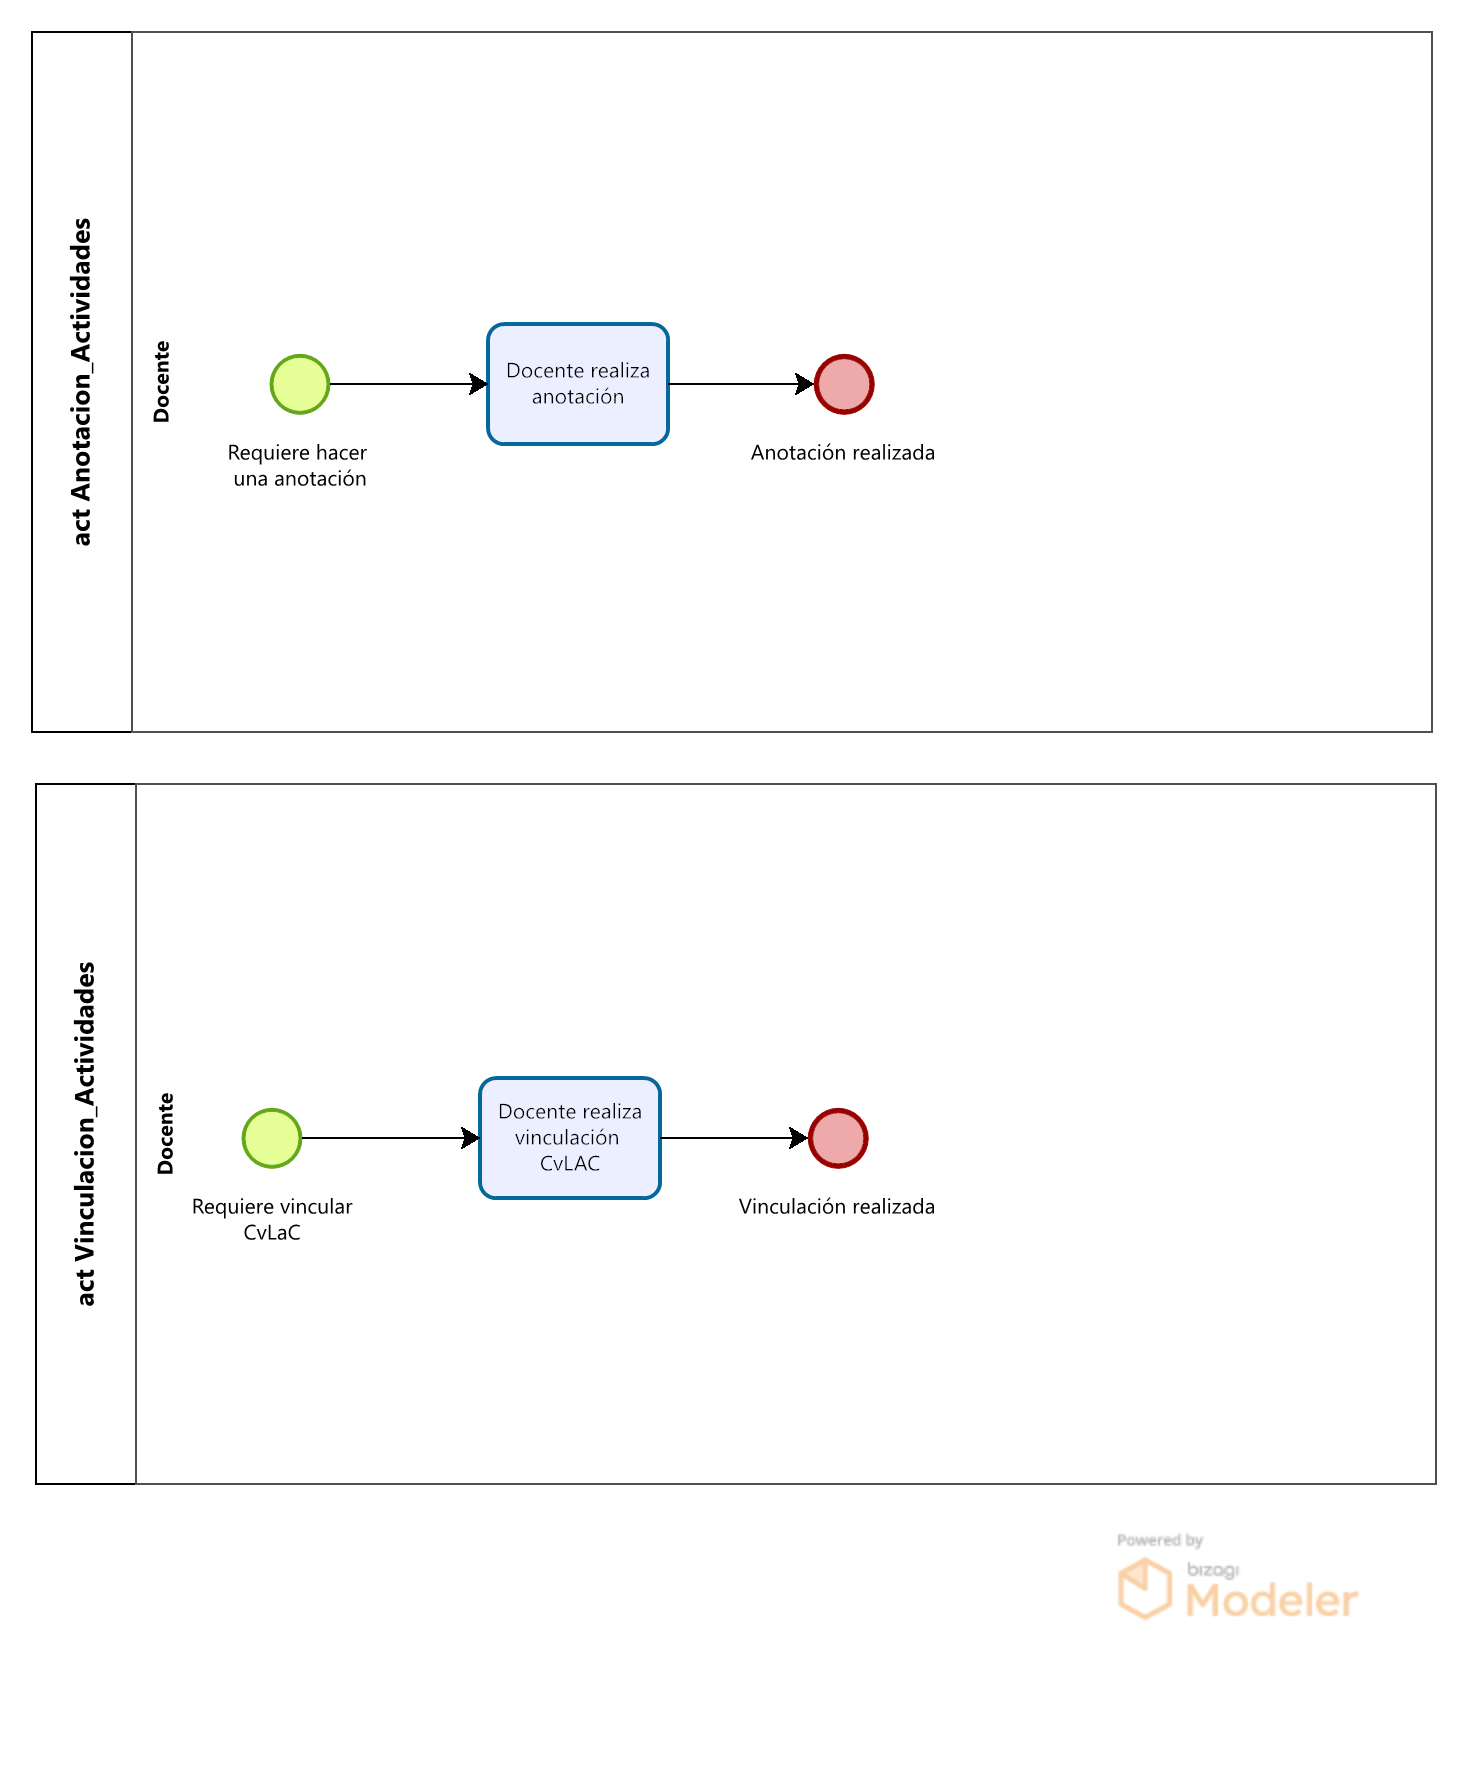 act Anotacion_Actividades
Docente
Requiere hacer
una anotación
Docente realiza
anotación
Anotación realizada
act Vinculacion_Actividades
Docente
Requiere vincular
CvLaC
Docente realiza
vinculación
CvLAC
Vinculación realizada
Powered by
bizagi
Modeler